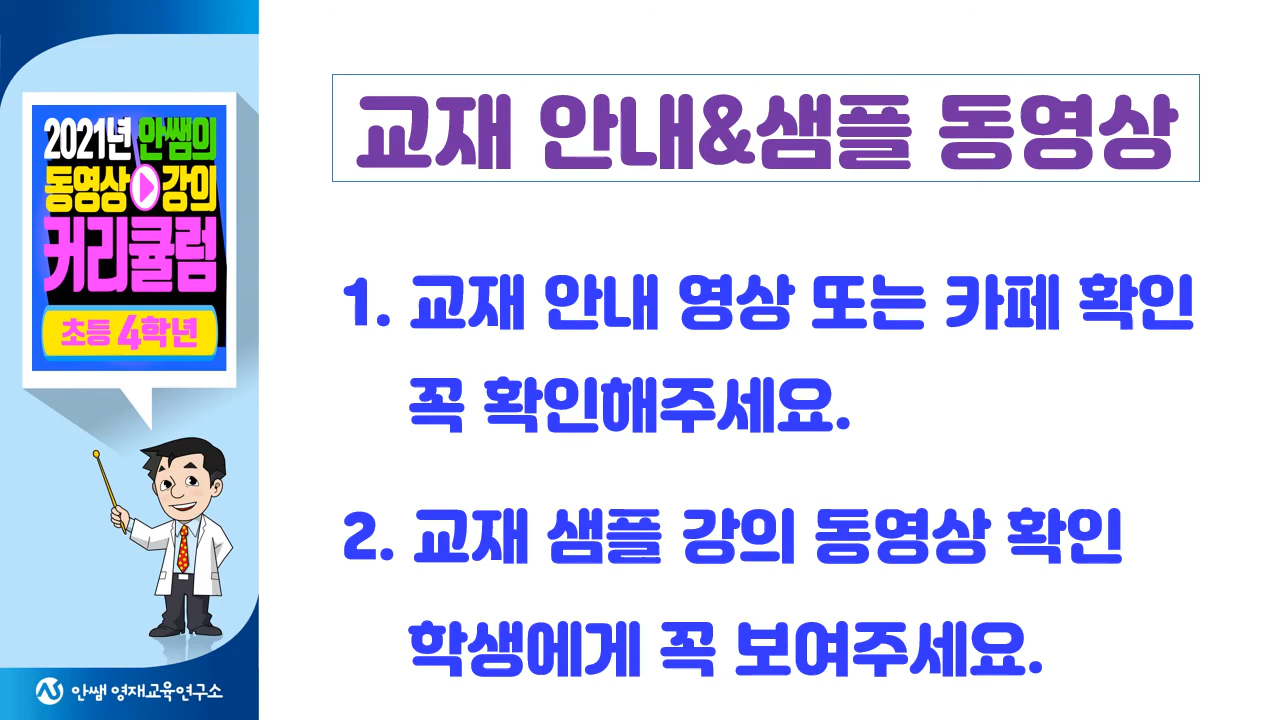 2021년 안쌤의
동영상 강의
커리큘럼
초등 4학년
안쌤 영재교육연구소
교재 안내&샘플 동영상
1. 교재 안내 영상 또는 카페 확인
꼭 확인해주세요.
2. 교재 샘플 강의 동영상 확인
학생에게 꼭 보여주세요.